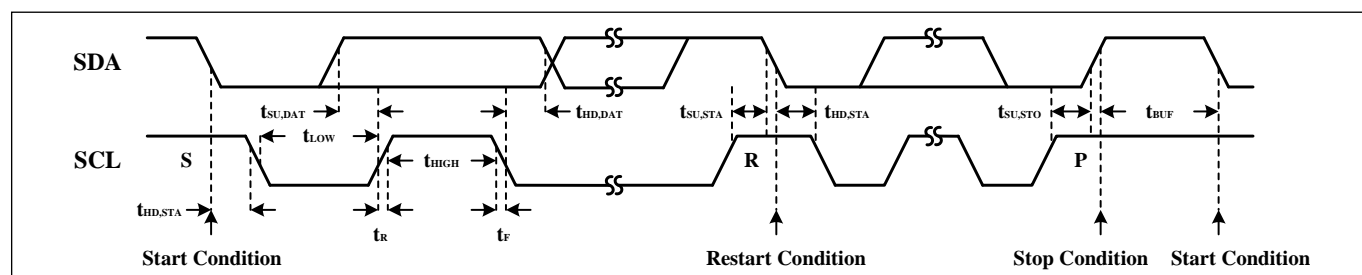 SDA
tSU,DAT
tHD,DAT
tSU,STA
tHD,STA
tSU,STO
tBUF
tLOW
SCL
S
tHIGH
R
P
tHD,STA
tR
tF
Start Condition
Restart Condition
Stop Condition
Start Condition